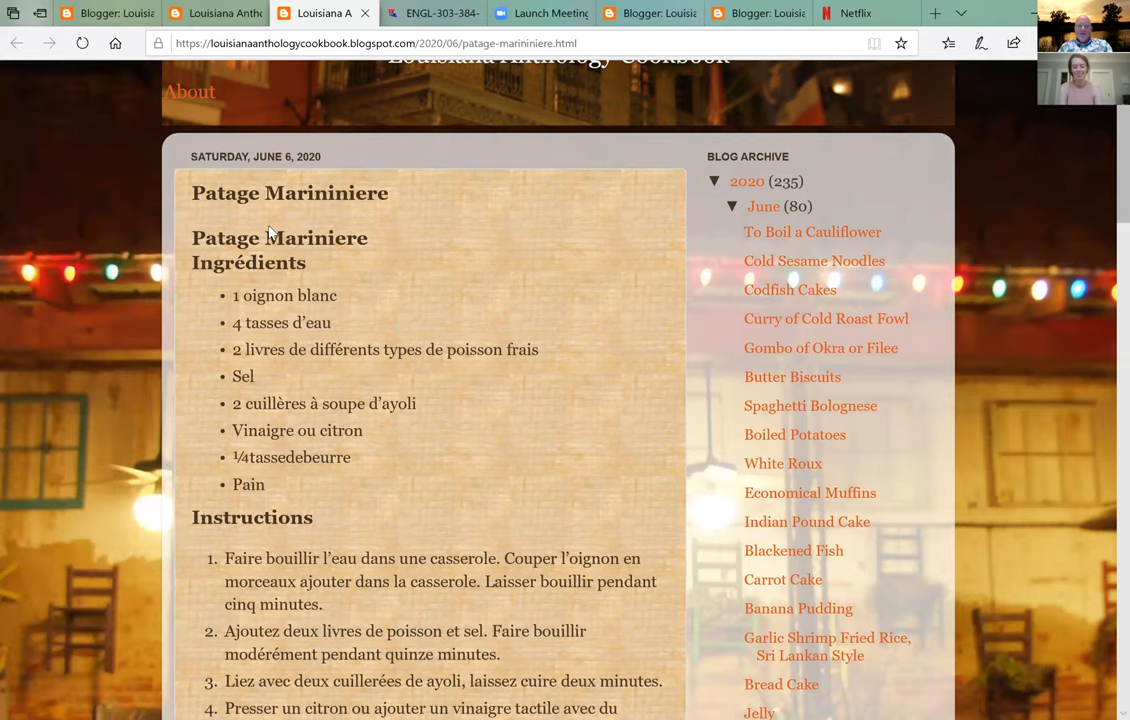 Blogger: Louisia
Louisiana Antho
Louisiana A
ENGL-303-384-
Launch Meeting
Blogger: Louisia
Blogger: Louisia
Netflix
https://louisianaanthologycookbook.blogspot.com/2020/06/patage-marininiere.html
Louisiana Anthology Cookbook
About
SATURDAY, JUNE 6, 2020
Patage Marininiere
Patage Mariniere
Ingrédients
• 1 oignon blanc
• 4 tasses d’eau
• 2 livres de différents types de poisson frais
• Sel
• 2 cuillères à soupe d’ayoli
• Vinaigre ou citron
• ¼tassedebeurre
• Pain
Instructions
1. Faire bouillir l’eau dans une casserole. Couper l’oignon en
morceaux ajouter dans la casserole. Laisser bouillir pendant
cinq minutes.
2. Ajoutez deux livres de poisson et sel. Faire bouillir
modérément pendant quinze minutes.
3. Liez avec deux cuillerées de ayoli, laissez cuire deux minutes.
4. Presser un citron ou ajouter un vinaigre tactile avec du
BLOG ARCHIVE
▼ 2020 (235)
▼ June (80)
To Boil a Cauliflower
Cold Sesame Noodles
Codfish Cakes
Curry of Cold Roast Fowl
Gombo of Okra or Filee
Butter Biscuits
Spaghetti Bolognese
Boiled Potatoes
White Roux
Economical Muffins
Indian Pound Cake
Blackened Fish
Carrot Cake
Banana Pudding
Garlic Shrimp Fried Rice,
Sri Lankan Style
Bread Cake
Jelly